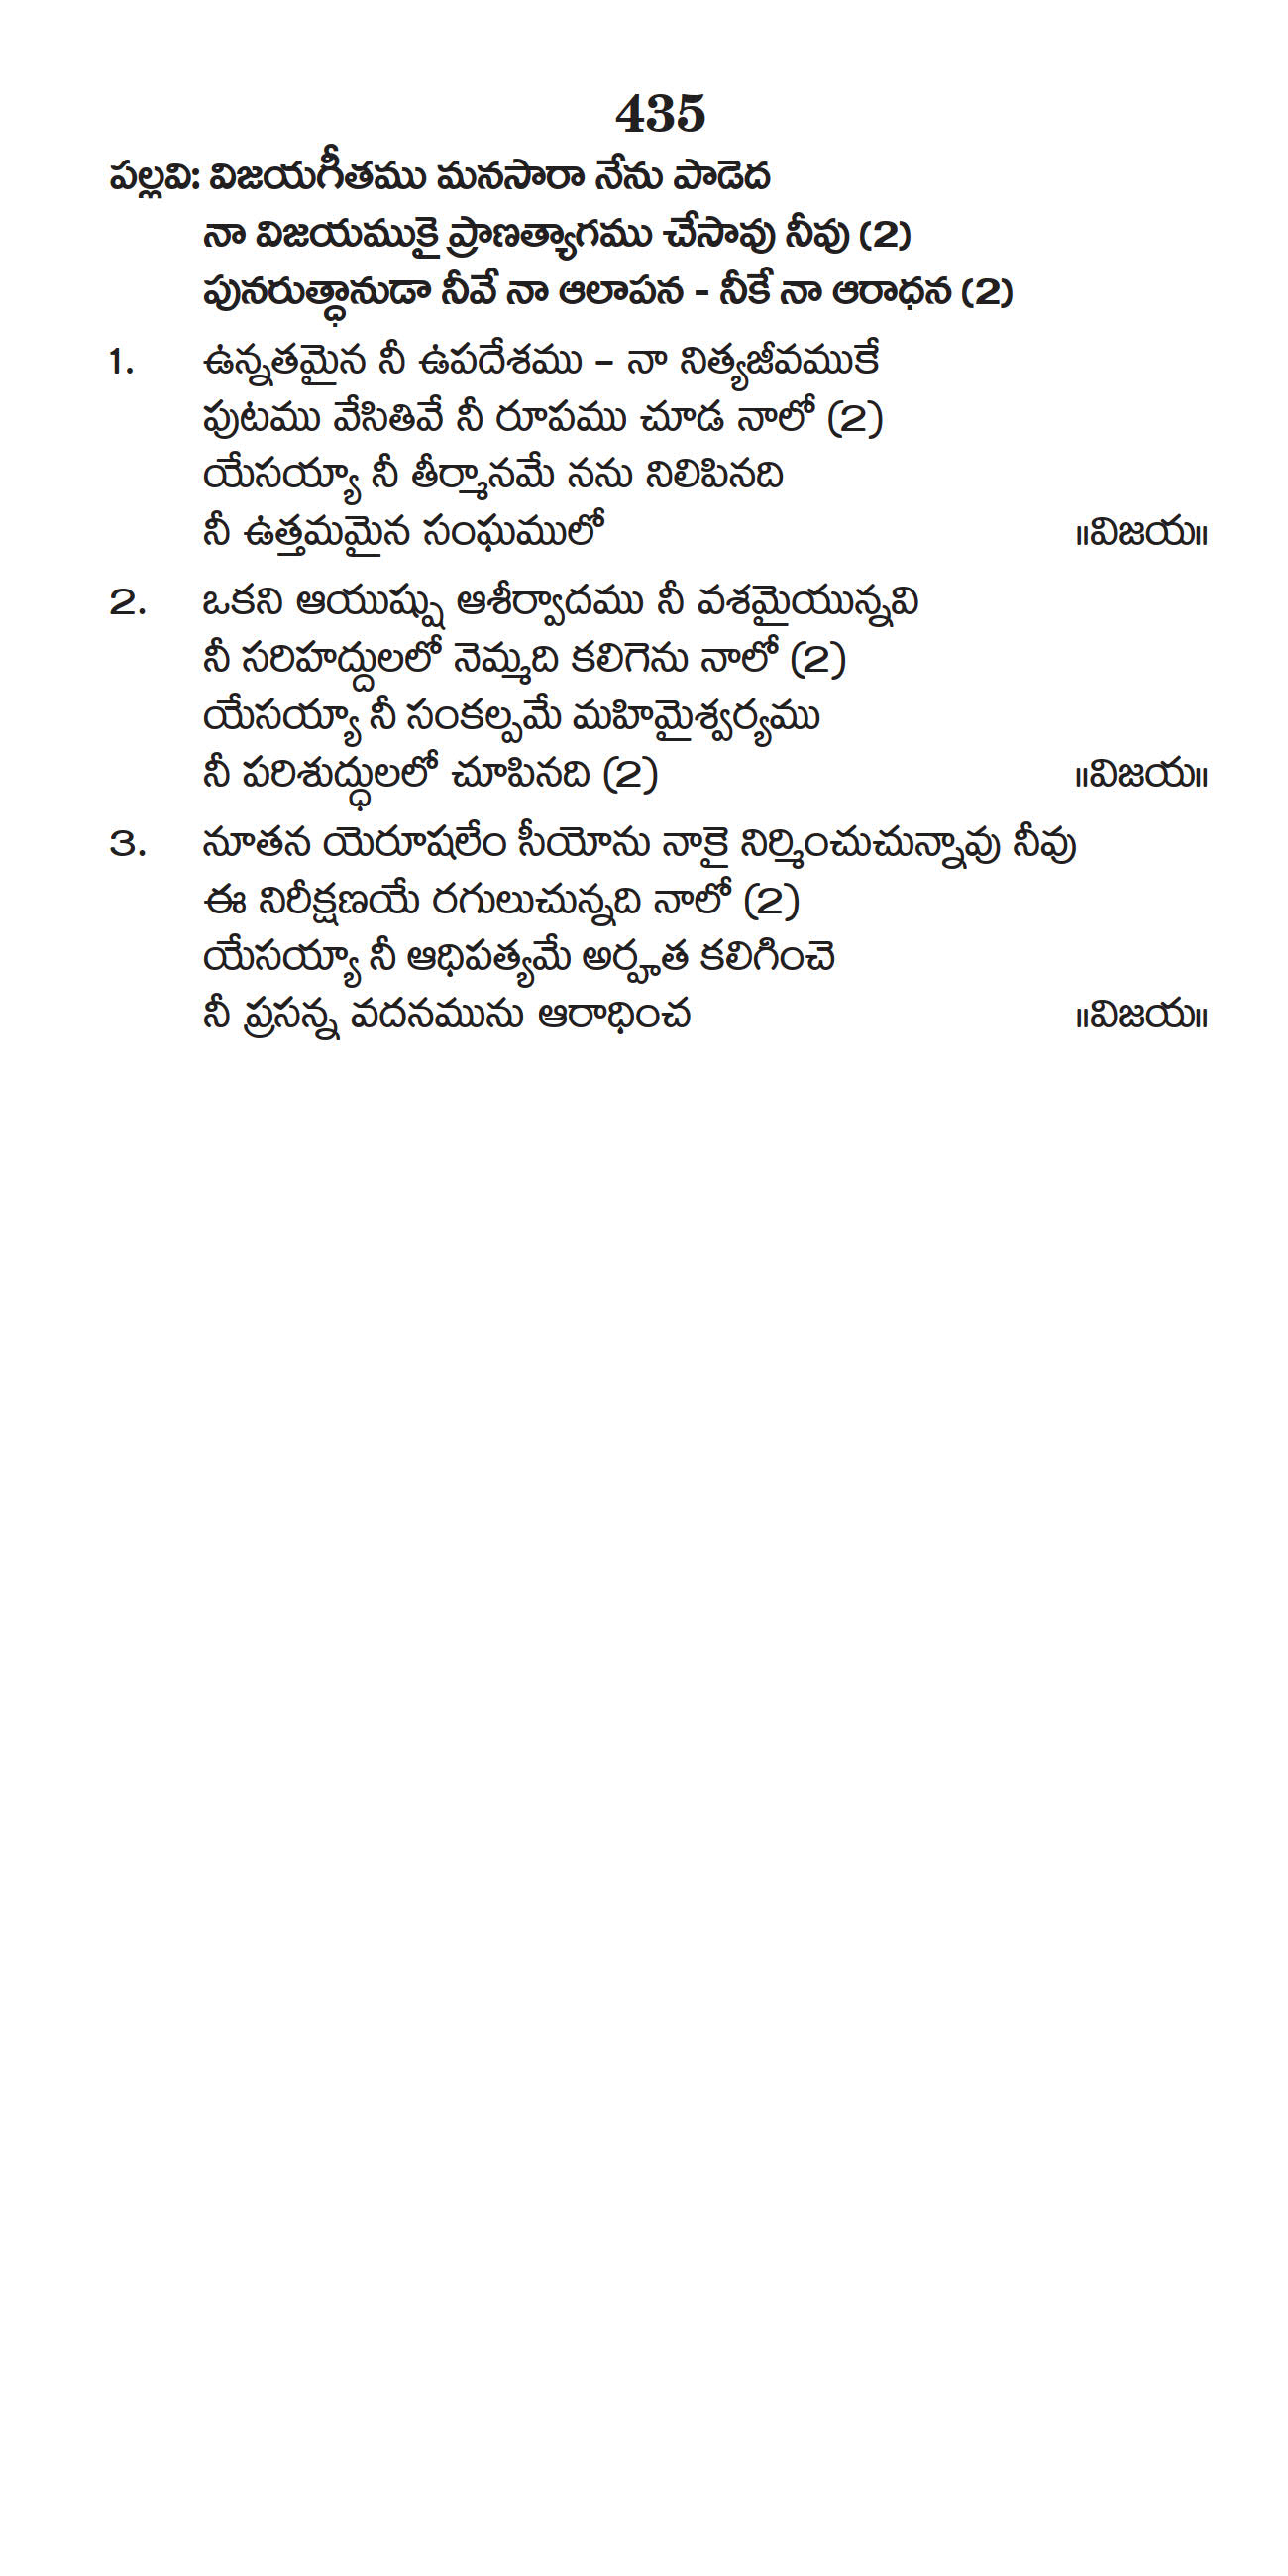 435
పల్లవి: విజయగీతము మనసారా నేను పాడెద
నా విజయముకై ప్రాణత్యాగము చేసావు నీవు (2)
పునరుత్ధానుడా నీవే నా ఆలాపన - నీకే నా ఆరాధన (2)
1. ఉన్నతమైన నీ ఉపదేశము – నా నిత్యజీవముకే
పుటము వేసితివే నీ రూపము చూడ నాలో (2)
యేసయ్యా నీ తీర్మానమే నను నిలిపినది
నీ ఉత్తమమైన సంఘములో ॥విజయ॥
2. ఒకని ఆయుష్షు ఆశీర్వాదము నీ వశమైయున్నవి
నీ సరిహద్దులలో నెమ్మది కలిగెను నాలో (2)
యేసయ్యా నీ సంకల్పమే మహిమైశ్వర్యము
నీ పరిశుద్ధులలో చూపినది (2) ॥విజయ॥
3. నూతన యెరూషలేం సీయోను నాకై నిర్మించుచున్నావు నీవు
ఈ నిరీక్షణయే రగులుచున్నది నాలో (2)
యేసయ్యా నీ ఆధిపత్యమే అర్హత కలిగించె
నీ ప్రసన్న వదనమును ఆరాధించ ॥విజయ॥